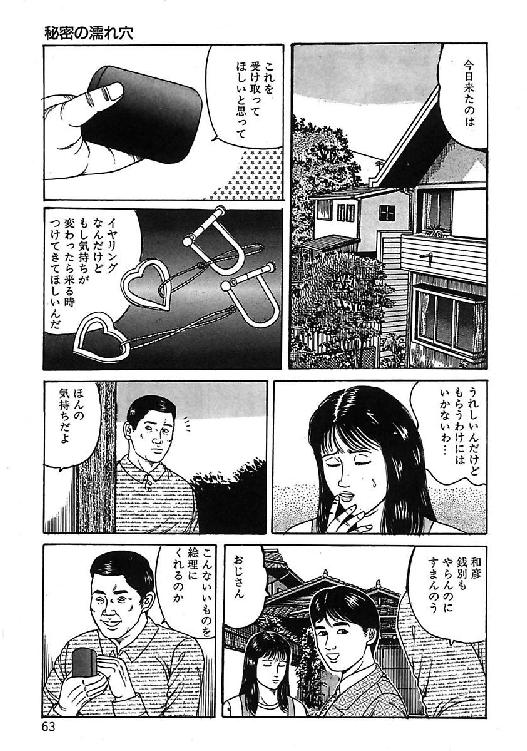 秘密の濡れ穴
今日来たのは
これを
受け取って
ほしいと思って
イヤリング
なんだけど
もし気持ちが
変わったら来る時
つけてきてほしいんだ
うれしいんだけど
もらうわけには
いかないわ…
ほんの
気持ちだよ
和彦
餞別も
やらんのに
すまんのう
おじさん
こんないいものを
絵理に
くれるのか
63